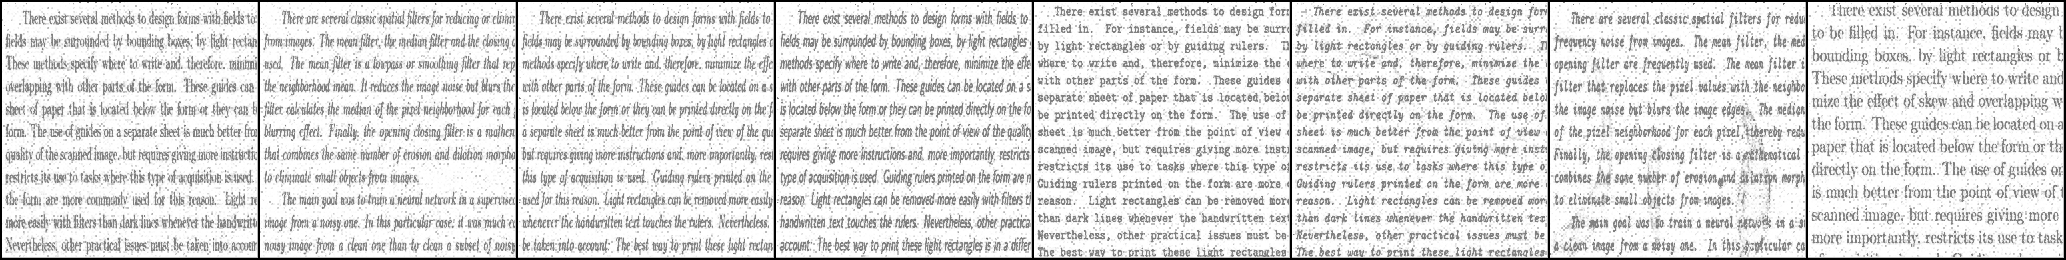 There exist several methods to design forms with fields to
fields may be surrounded by bounding boxes, by light rectan
These methods specify where to write and, therefore, minimi
overlapping with other parts of the form. These guides can
sheet of paper that is located below the form or they can b
form. The use of guides on a separate sheet is much better fro
quality of the scanned image, but requires giving more instructio
restricts its use to tasks where this type of acquisition is used.
the form are more commonly used for this reason. Light re
more easily with filters than dark lines whenever the handwritt
Nevertheless, other practical issues must be taken into accoun
There are several classic spatial filters for reducing or elimin
from images. The mean filter, the median filter and the closing o
used. The mean filter is a lowpass or smoothing filter that rep
the neighborhood mean. It reduces the image noise but blurs the
filter calculates the median of the pixel neighborhood for each
blurring effect. Finally, the opening closing filter is a mathem
that combines the same number of erosion and dilation morpho
to eliminate small objects from images.
The main goal was to train a neural network in a supervised
image from a noisy one. In this particular case, it was much e
noisy image from a clean one than to clean a subset of noisy
There exist several methods to design forms with fields to
fields may be surrounded by bounding boxes, by light rectangles o
methods specify where to write and, therefore, minimize the effe
with other parts of the form. These guides can be located on a s
is located below the form or they can be printed directly on the f
a separate sheet is much better from the point of view of the qua
but requires giving more instructions and, more importantly, rest
this type of acquisition is used. Guiding rulers printed on the
used for this reason. Light rectangles can be removed more easily
whenever the handwritten text touches the rulers. Nevertheless,
be taken into account: The best way to print these light rectan
There exist several methods to design forms with fields to
fields may be surrounded by bounding boxes, by light rectangles
methods specify where to write and, therefore, minimize the effe
with other parts of the form. These guides can be located on a s
is located below the form or they can be printed directly on the fo
separate sheet is much better from the point of view of the quality
requires giving more instructions and, more importantly, restricts
type of acquisition is used. Guiding rulers printed on the form are m
reason. Light rectangles can be removed more easily with filters th
handwritten text touches the rulers. Nevertheless, other practica
account: The best way to print these light rectangles is in a differ
There exist several methods to design form
filled in. For instance, fields may be surro
by light rectangles or by guiding rulers. Th
where to write and, therefore, minimize the
with other parts of the form. These guides
separate sheet of paper that is located below
be printed directly on the form. The use of
sheet is much better from the point of view
scanned image, but requires giving more inst
restricts its use to tasks where this type o
Guiding rulers printed on the form are more
reason. Light rectangles can be removed more
than dark lines whenever the handwritten text
Nevertheless, other practical issues must be
The best way to print these light rectangles
There exist several methods to design for
filled in. For instance, fields may be surr
by light rectangles or by guiding rulers. T
where to write and, therefore, minimize the
with other parts of the form. These guides
separate sheet of paper that is located belo
be printed directly on the form. The use of
sheet is much better from the point of view
scanned image, but requires giving more inst
restricts its use to tasks where this type o
Guiding rulers printed on the form are more
reason. Light rectangles can be removed mor
than dark lines whenever the handwritten tex
Nevertheless, other practical issues must be
The best way to print these light rectangles
There are several classic spatial filters for redu
frequency noise from images. The mean filter, the med
opening filter are frequently used. The mean filter i
filter that replaces the pixel values with the neighbo
the image noise but blurs the image edges. The median
of the pixel neighborhood for each pixel, thereby redu
Finally, the opening closing filter is a mathematical
combines the same number of erosion and dilation morph
to eliminate small objects from images.
The main goal was to train a neural network in a su
a clean image from a noisy one. In this particular ca
There exist several methods to design
to be filled in. For instance, fields may b
bounding boxes, by light rectangles or b
These methods specify where to write and
mize the effect of skew and overlapping w
the form. These guides can be located on a
paper that is located below the form or th
directly on the form. The use of guides on
is much better from the point of view of t
scanned image, but requires giving more
more importantly, restricts its use to task